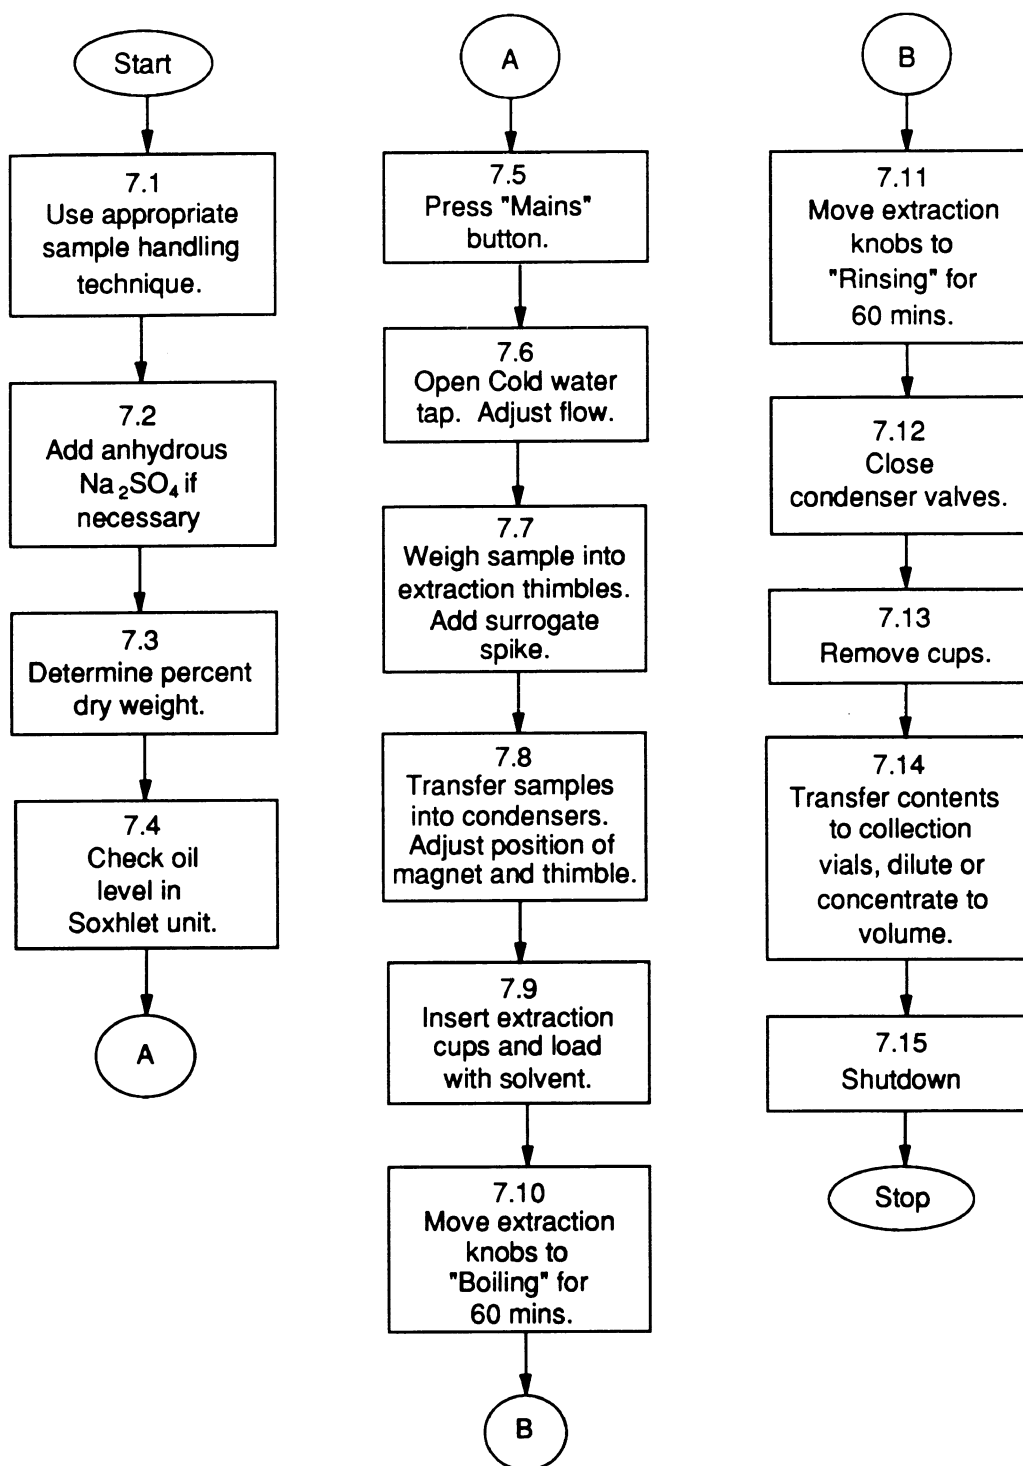 Start
7.1
Use appropriate
sample handling
technique.
7.2
Add anhydrous
Na₂SO₄ if
necessary
7.3
Determine percent
dry weight.
7.4
Check oil
level in
Soxhlet unit.
A
A
7.5
Press "Mains"
button.
7.6
Open Cold water
tap. Adjust flow.
7.7
Weigh sample into
extraction thimbles.
Add surrogate
spike.
7.8
Transfer samples
into condensers.
Adjust position of
magnet and thimble.
7.9
Insert extraction
cups and load
with solvent.
7.10
Move extraction
knobs to
"Boiling" for
60 mins.
B
B
7.11
Move extraction
knobs to
"Rinsing" for
60 mins.
7.12
Close
condenser valves.
7.13
Remove cups.
7.14
Transfer contents
to collection
vials, dilute or
concentrate to
volume.
7.15
Shutdown
Stop